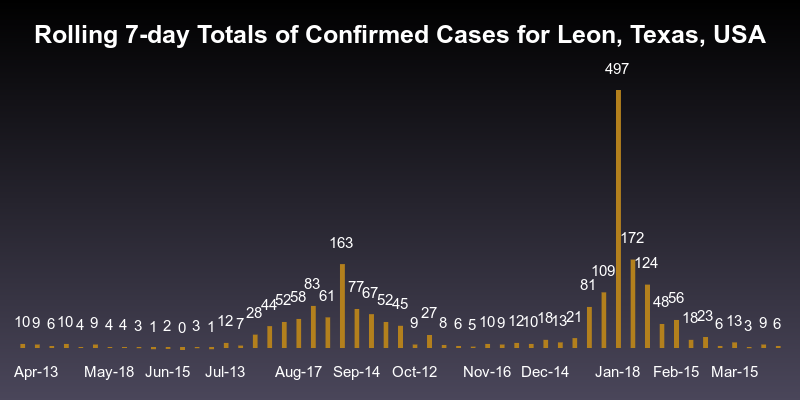 Rolling 7-day Totals of Confirmed Cases for Leon, Texas, USA
10 9 6 10 4 9 4 4 3 1 2 0 3 1 12 7 28 44 52 58 83 61 163 77 67 52 45 9 27 8 6 5 10 9 12 10 18 13 21 81 109 497 172 124 48 56 18 23 6 13 3 9 6
Apr-13 May-18 Jun-15 Jul-13 Aug-17 Sep-14 Oct-12 Nov-16 Dec-14 Jan-18 Feb-15 Mar-15